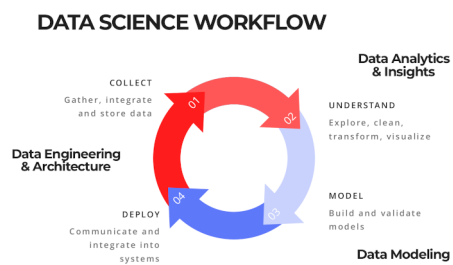 DATA SCIENCE WORKFLOW
Data Analytics
& Insights
COLLECT
Gather, integrate
and store data
01
02
UNDERSTAND
Explore, clean,
transform, visualize
Data Engineering
& Architecture
04
03
MODEL
Build and validate
models
DEPLOY
Communicate and
integrate into
systems
Data Modeling